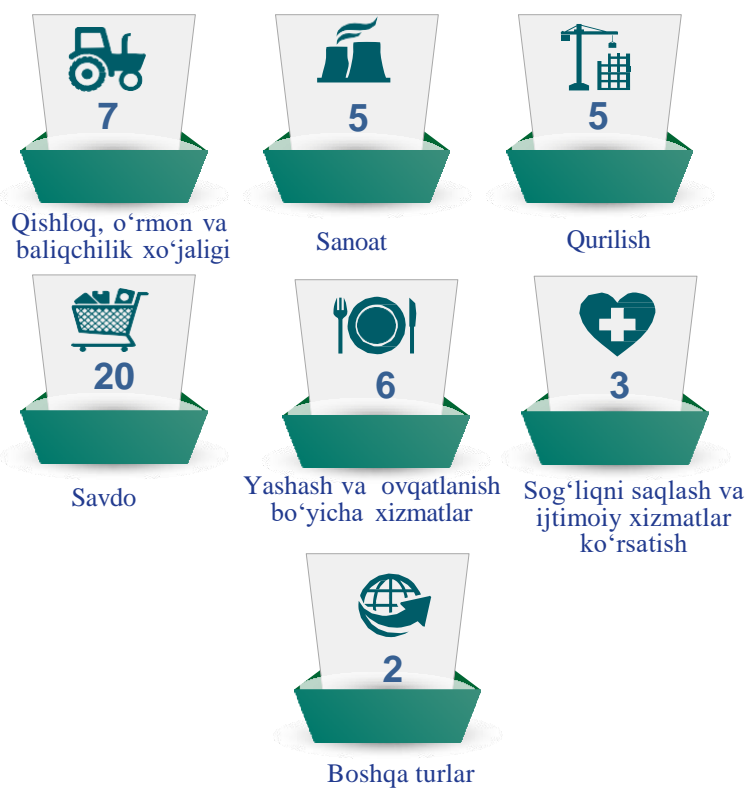 7
Qishloq, o‘rmon va
baliqchilik xo‘jaligi
5
Sanoat
5
Qurilish
20
Savdo
6
Yashash va ovqatlanish
bo‘yicha xizmatlar
3
Sog‘liqni saqlash va
ijtimoiy xizmatlar
ko‘rsatish
2
Boshqa turlar